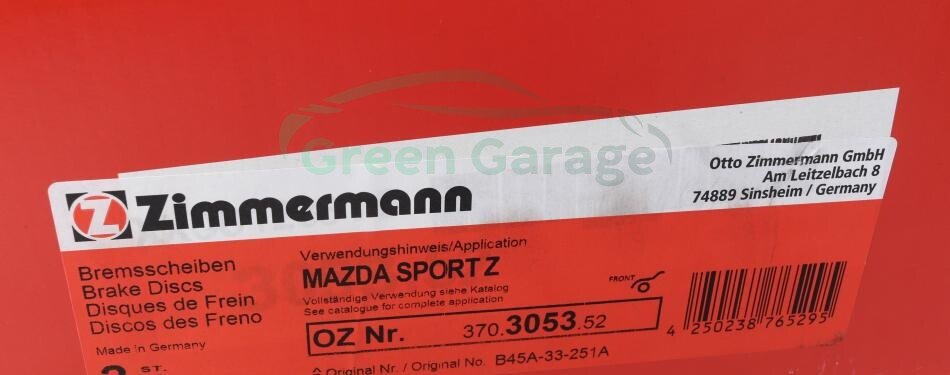 Green Garage
Otto Zimmermann GmbH
Am Leitzelbach 8
74889 Sinsheim / Germany
Z Zimmermann
Bremsscheiben
Brake Discs
Disques de Frein
Discos des Freno
Made in Germany
Verwendungshinweis/Application
MAZDA SPORT Z
Vollständige Verwendung siehe Katalog
See catalogue for complete application
FRONT
OZ Nr. 370.3053.52
4 250238 765295
Original Nr. / Original No. B45A-33-251A
2 ST.